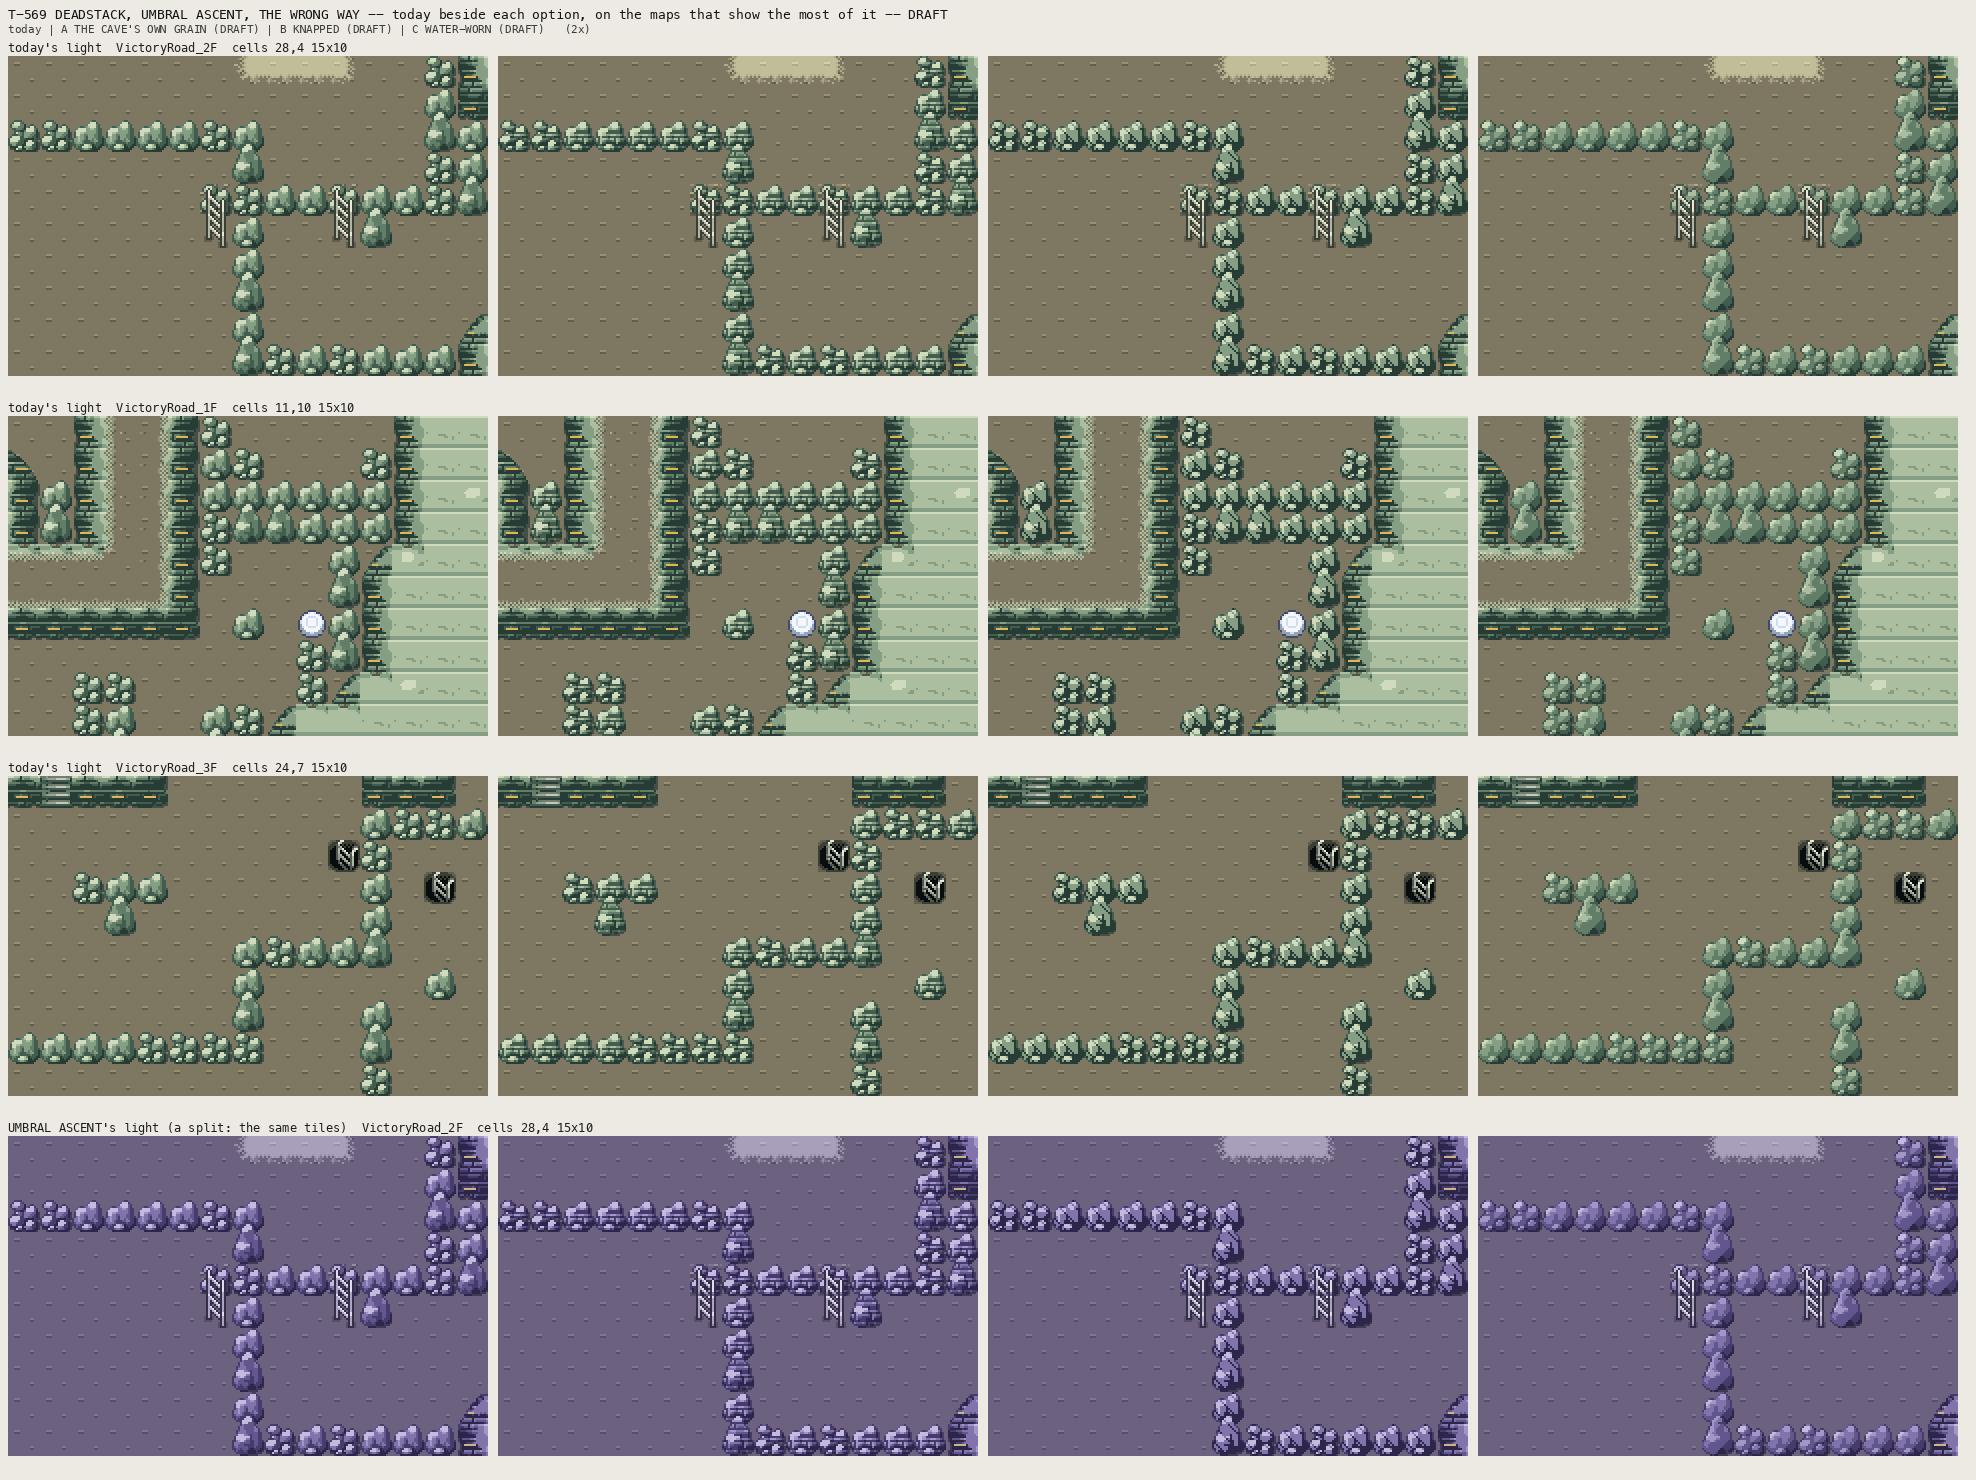 T-569 DEADSTACK, UMBRAL ASCENT, THE WRONG WAY -- today beside each option, on the maps that show the most of it -- DRAFT
today | A THE CAVE'S OWN GRAIN (DRAFT) | B KNAPPED (DRAFT) | C WATER-WORN (DRAFT)   (2x)
today's light  VictoryRoad_2F  cells 28,4 15x10
today's light  VictoryRoad_1F  cells 11,10 15x10
today's light  VictoryRoad_3F  cells 24,7 15x10
UMBRAL ASCENT's light (a split: the same tiles)  VictoryRoad_2F  cells 28,4 15x10